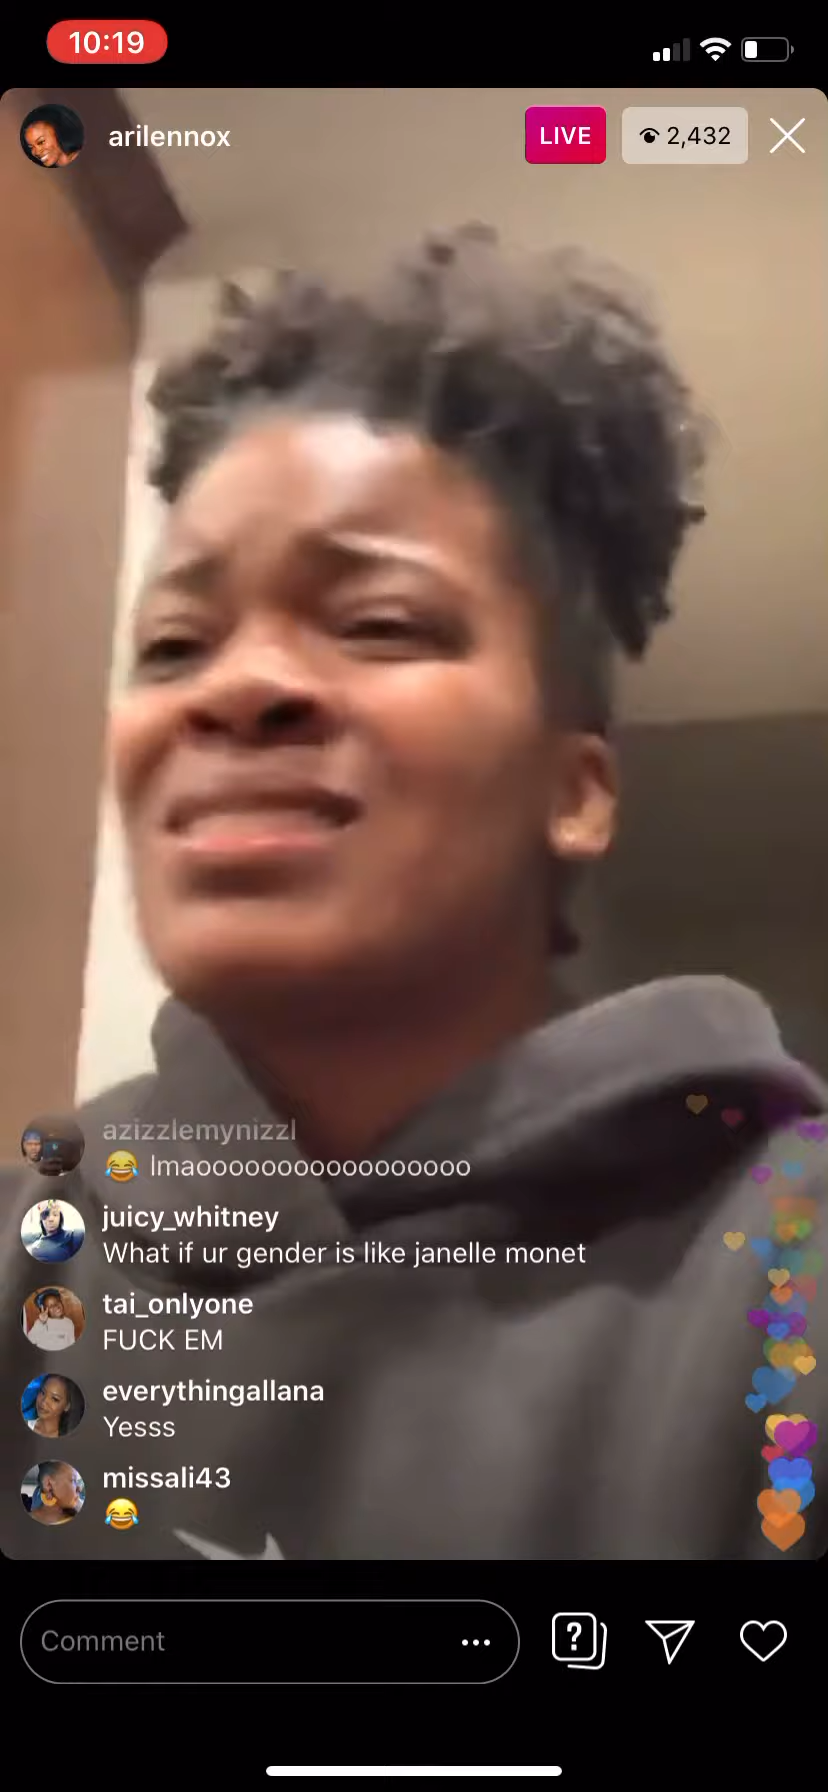 10:19
arilennox
LIVE
2,432
azizzlemynizzl
😂 lmaooooooooooooooooo
juicy_whitney
What if ur gender is like janelle monet
tai_onlyone
FUCK EM
everythingallana
Yesss
missali43
😂
Comment
?